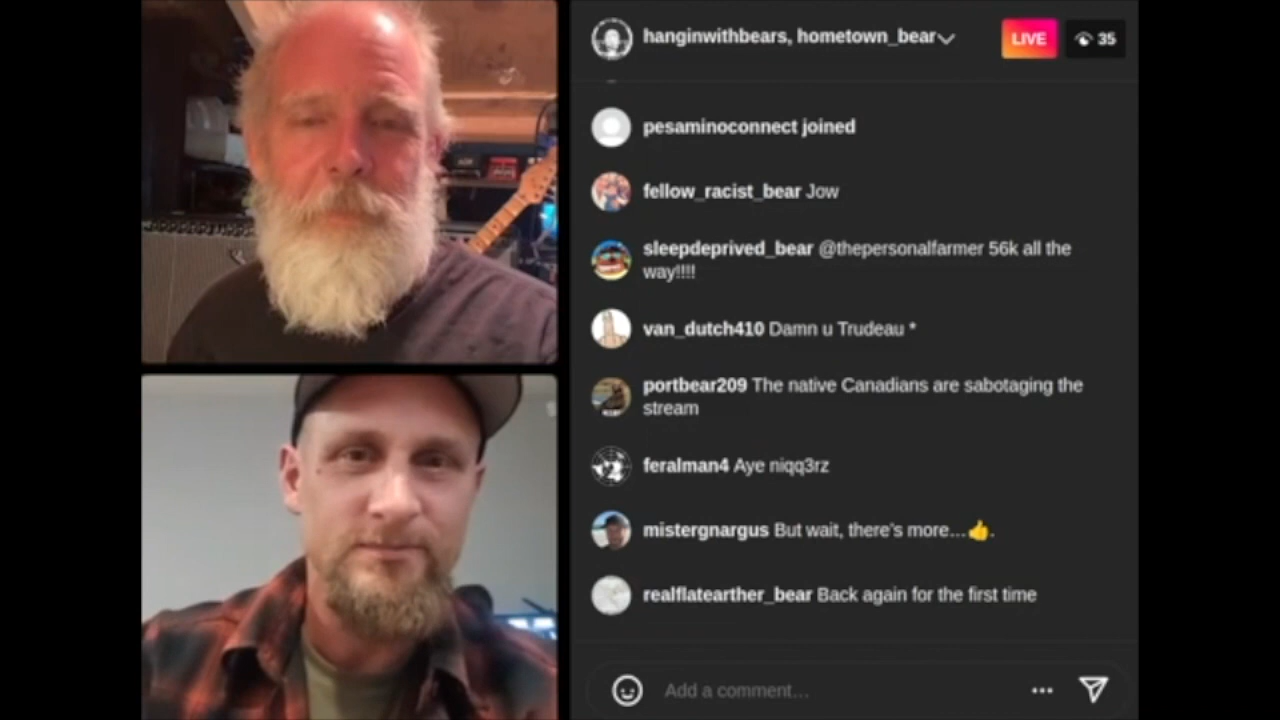 hanginwithbears, hometown_bear
LIVE
35
pesaminoconnect joined
fellow_racist_bear Jow
sleepdeprived_bear @thepersonalfarmer 56k all the
way!!!!
van_dutch410 Damn u Trudeau *
portbear209 The native Canadians are sabotaging the
stream
feralman4 Aye niqq3rz
mistergnargus But wait, there's more...👍.
realflatearther_bear Back again for the first time
Add a comment...